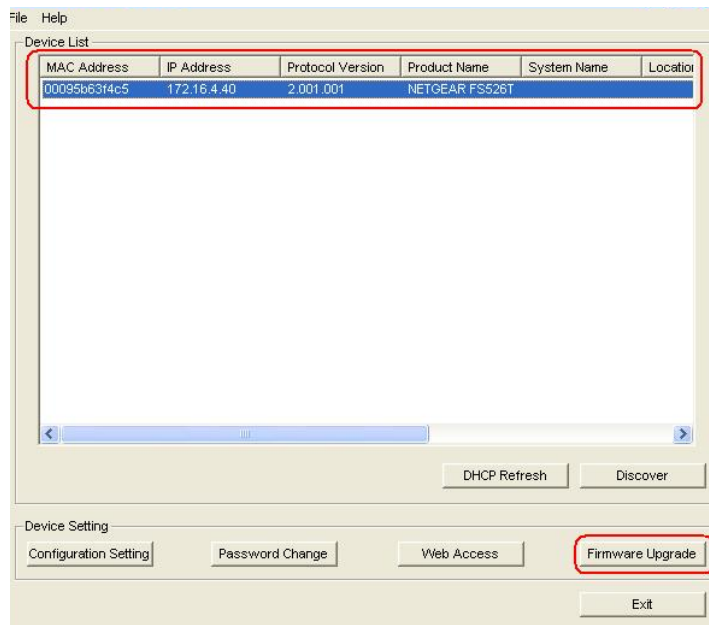 File Help
Device List
MAC Address IP Address Protocol Version Product Name System Name Location
00095b63f4c5 172.16.4.40 2.001.001 NETGEAR FS526T
DHCP Refresh Discover
Device Setting
Configuration Setting Password Change Web Access Firmware Upgrade
Exit